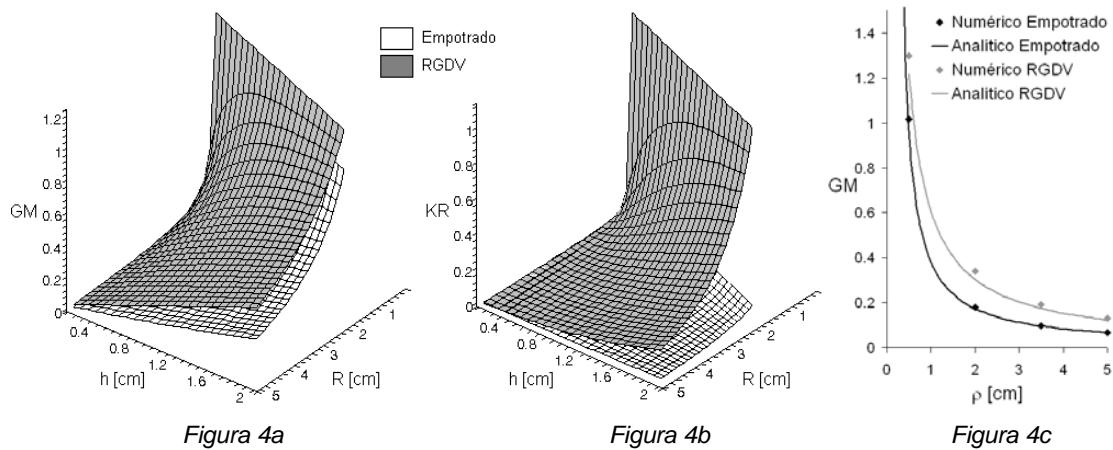 Empotrado
RGDV
GM
1.2
1
0.8
0.6
0.4
0.2
0
0.4
0.8
1.2
1.6
2
h [cm]
5
4
3
2
1
R [cm]
Figura 4a
KR
1
0.8
0.6
0.4
0.2
0
0.4
0.8
1.2
1.6
2
h [cm]
5
4
3
2
1
R [cm]
Figura 4b
Numérico Empotrado
Analitico Empotrado
Numérico RGDV
Analitico RGDV
1.4
1.2
1
0.8
GM
0.6
0.4
0.2
0
0 1 2 3 4 5
ρ [cm]
Figura 4c